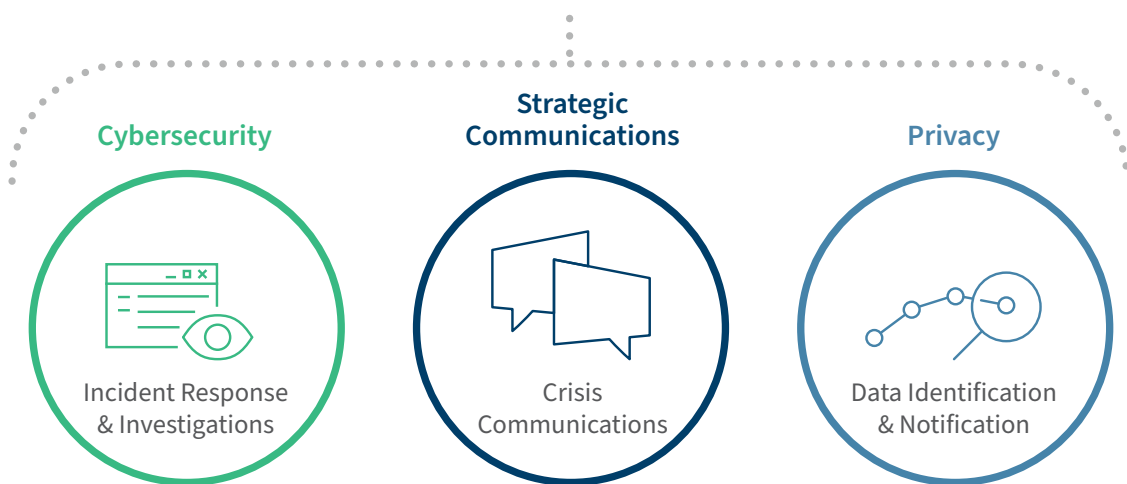 Cybersecurity
Incident Response
& Investigations
Strategic
Communications
Crisis
Communications
Privacy
Data Identification
& Notification